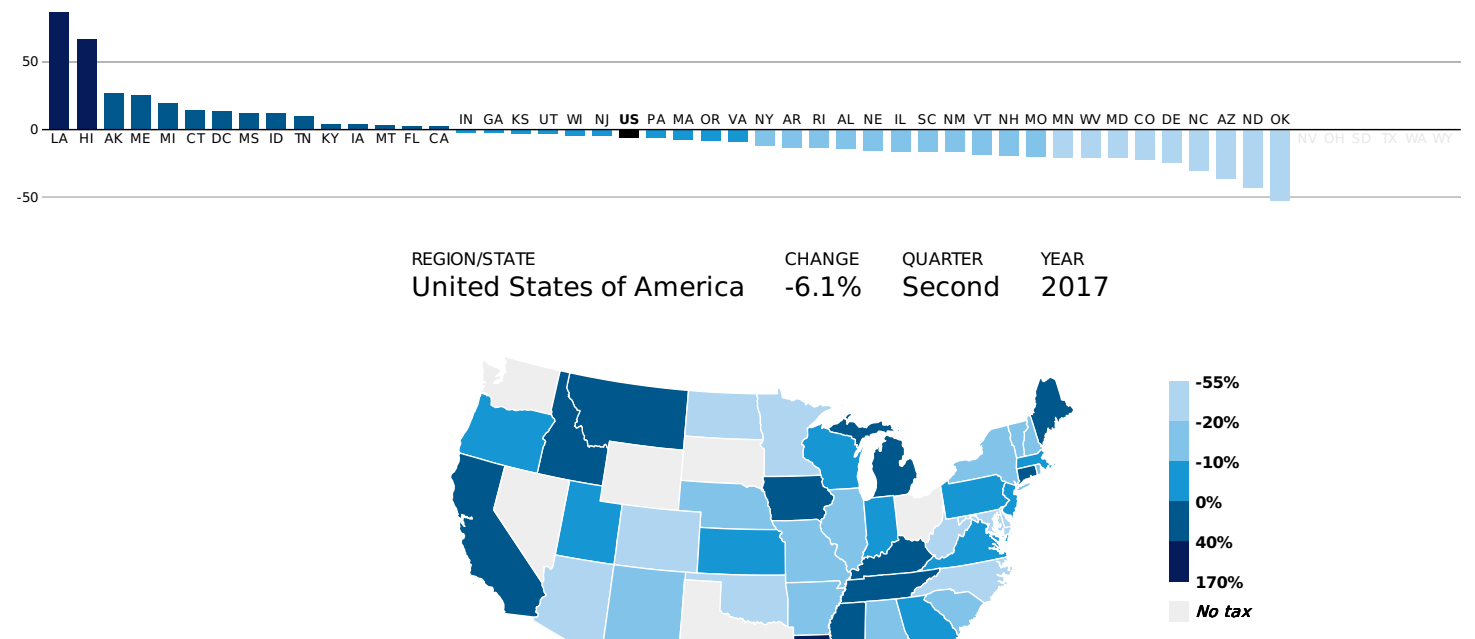 50
IN GA KS UT WI NJ US PA MA OR VA NY AR RI AL NE IL SC NM VT NH MO MN WV MD CO DE NC AZ ND OK
0
LA HI AK ME MI CT DC MS ID TN KY IA MT FL CA NV OH SD TX WA WY
-50
REGION/STATE CHANGE QUARTER YEAR
United States of America -6.1% Second 2017
-55%
-20%
-10%
0%
40%
170%
No tax